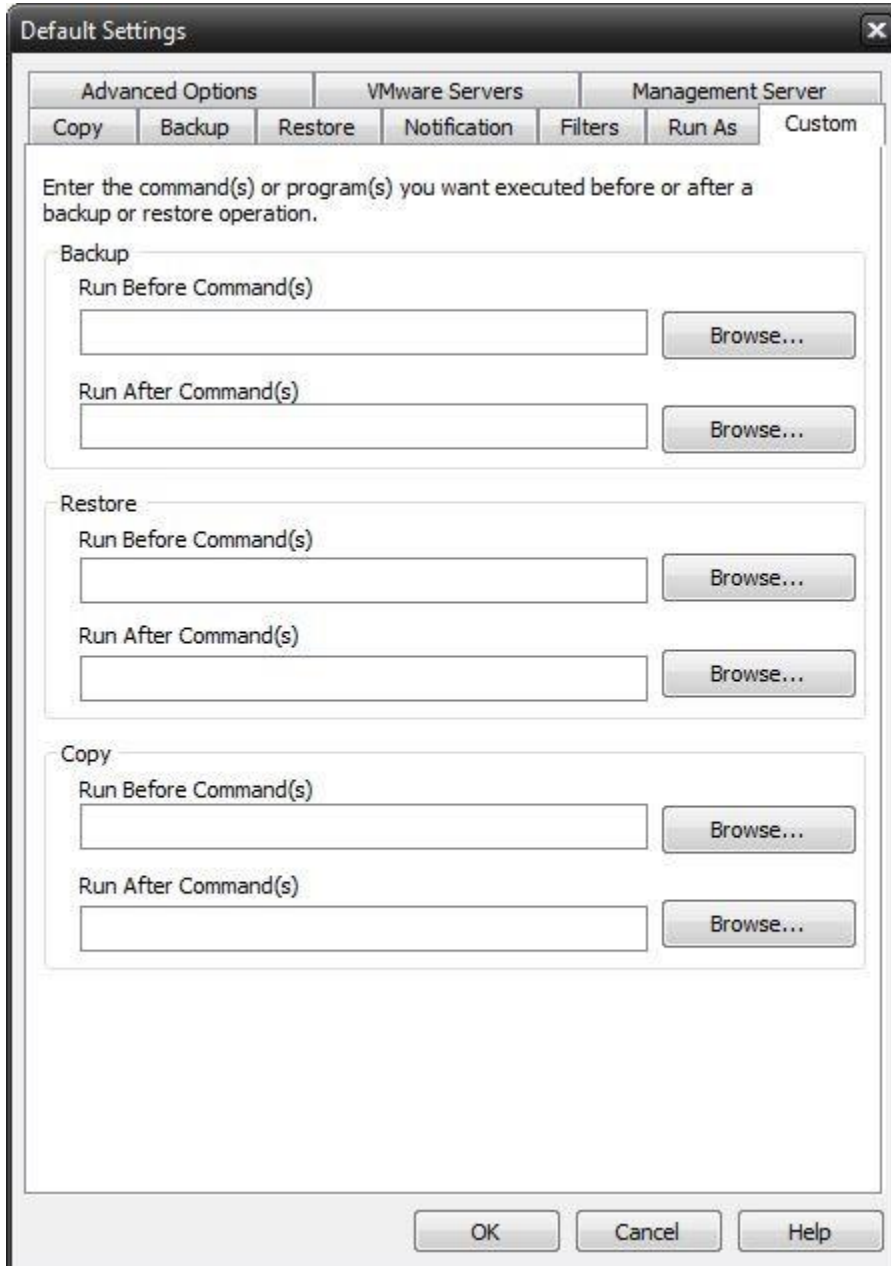 Default Settings
Advanced Options VMware Servers Management Server
Copy Backup Restore Notification Filters Run As Custom
Enter the command(s) or program(s) you want executed before or after a
backup or restore operation.
Backup
Run Before Command(s)
Browse...
Run After Command(s)
Browse...
Restore
Run Before Command(s)
Browse...
Run After Command(s)
Browse...
Copy
Run Before Command(s)
Browse...
Run After Command(s)
Browse...
OK Cancel Help